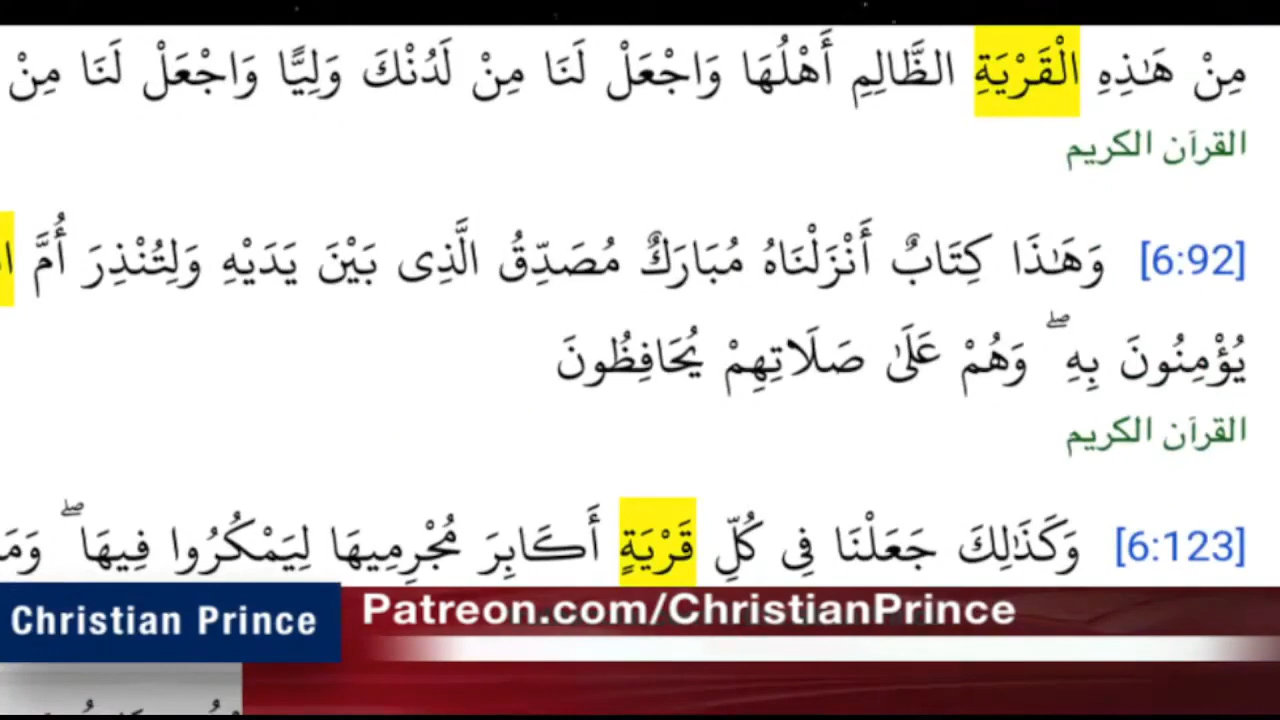 مِنْ هَٰذِهِ الْقَرْيَةِ الظَّالِمِ أَهْلُهَا وَاجْعَلْ لَنَا مِنْ لَدُنْكَ وَلِيًّا وَاجْعَلْ لَنَا مِنْ
القرآن الكريم
[6:92] وَهَٰذَا كِتَابٌ أَنْزَلْنَاهُ مُبَارَكٌ مُصَدِّقُ الَّذِي بَيْنَ يَدَيْهِ وَلِتُنْذِرَ أُمَّ
يُؤْمِنُونَ بِهِ ۖ وَهُمْ عَلَىٰ صَلَاتِهِمْ يُحَافِظُونَ
القرآن الكريم
[6:123] وَكَذَٰلِكَ جَعَلْنَا فِي كُلِّ قَرْيَةٍ أَكَابِرَ مُجْرِمِيهَا لِيَمْكُرُوا فِيهَا ۖ
Patreon.com/ChristianPrince
Christian Prince